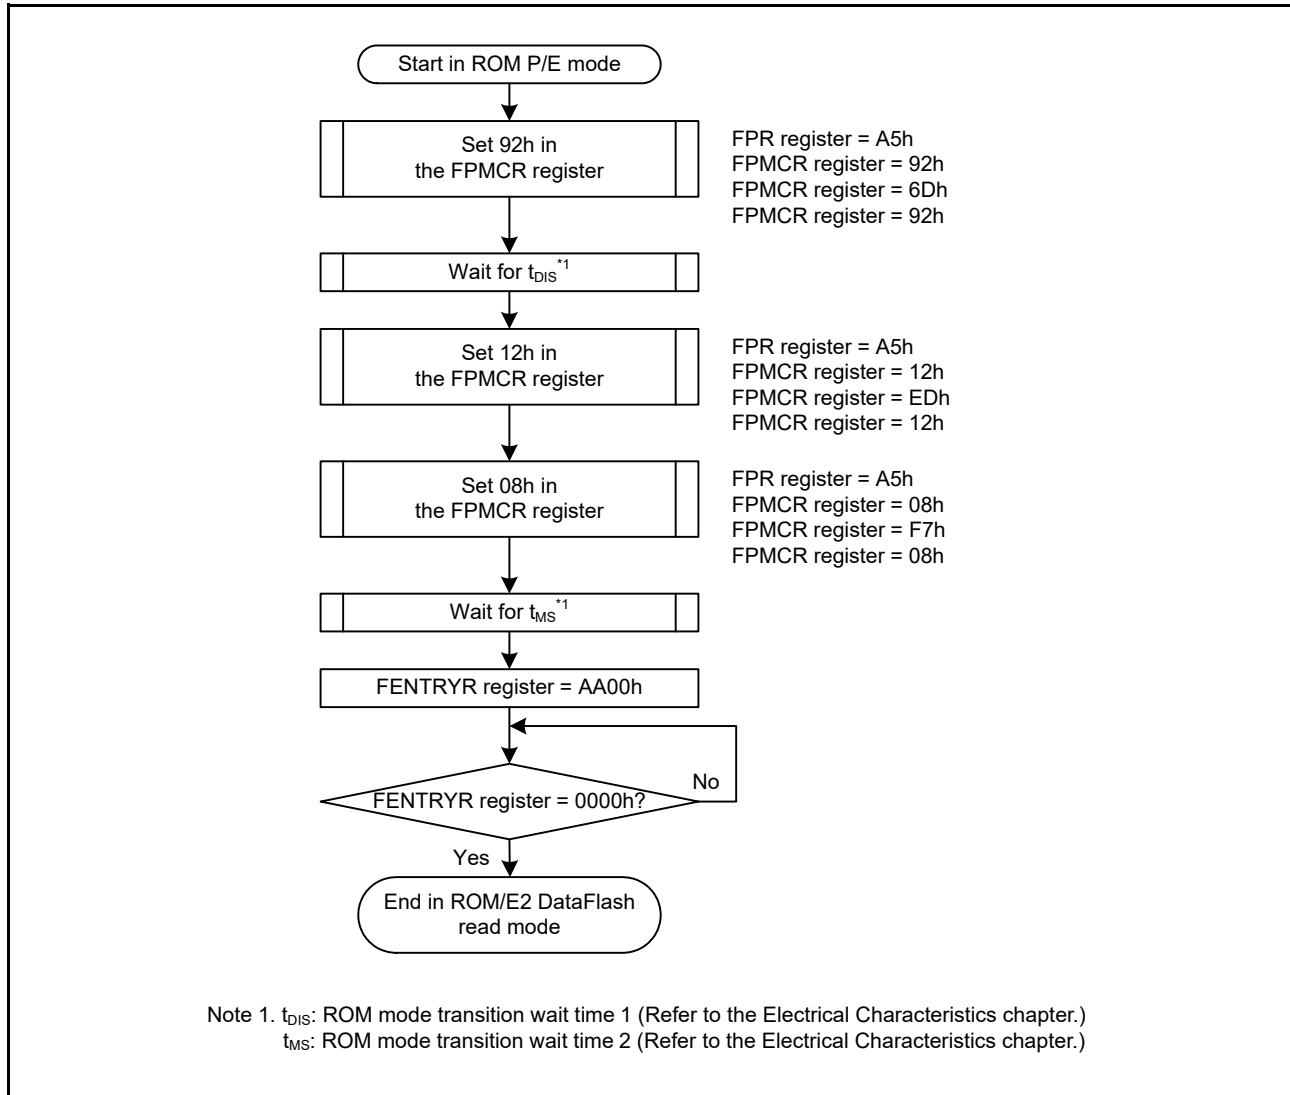 Start in ROM P/E mode
Set 92h in
the FPMCR register
FPR register = A5h
FPMCR register = 92h
FPMCR register = 6Dh
FPMCR register = 92h
Wait for tDIS*1
Set 12h in
the FPMCR register
FPR register = A5h
FPMCR register = 12h
FPMCR register = EDh
FPMCR register = 12h
Set 08h in
the FPMCR register
FPR register = A5h
FPMCR register = 08h
FPMCR register = F7h
FPMCR register = 08h
Wait for tMS*1
FENTRYR register = AA00h
FENTRYR register = 0000h?
No
Yes
End in ROM/E2 DataFlash
read mode
Note 1. tDIS: ROM mode transition wait time 1 (Refer to the Electrical Characteristics chapter.)
tMS: ROM mode transition wait time 2 (Refer to the Electrical Characteristics chapter.)